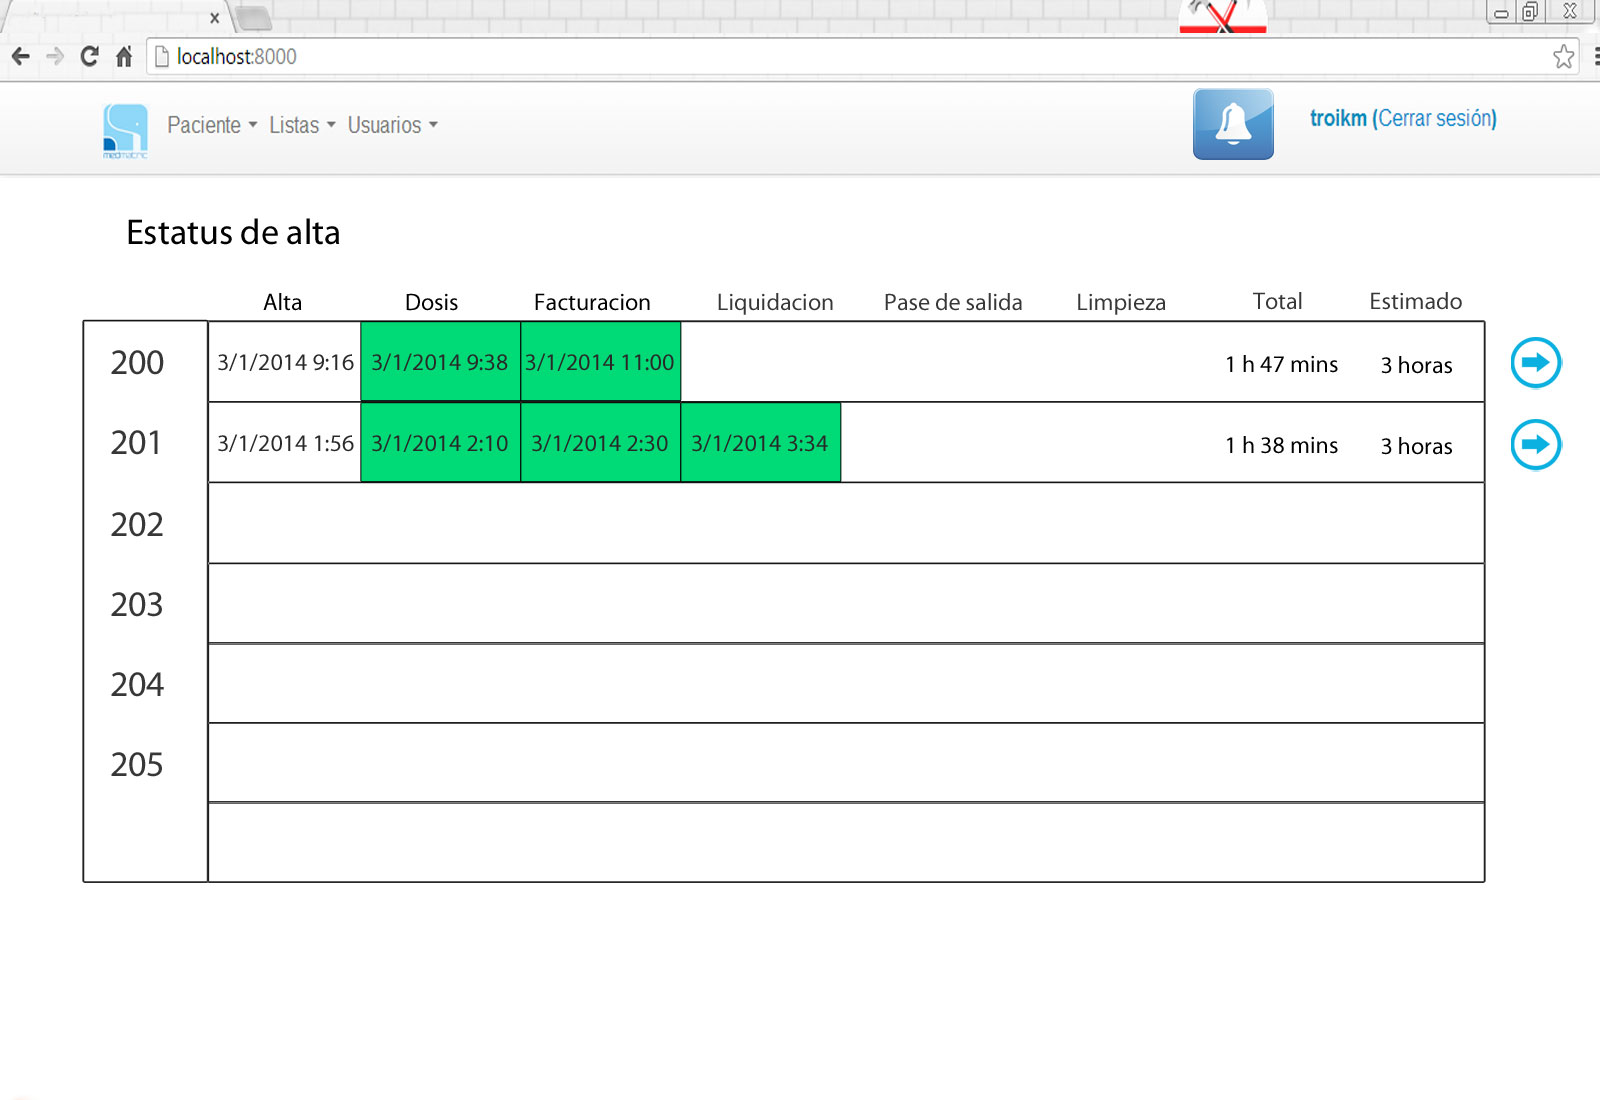 x
localhost:8000
medmatric
Paciente Listas Usuarios
troikm (Cerrar sesión)
Estatus de alta
Alta Dosis Facturacion Liquidacion Pase de salida Limpieza Total Estimado
200 3/1/2014 9:16 3/1/2014 9:38 3/1/2014 11:00 1 h 47 mins 3 horas
201 3/1/2014 1:56 3/1/2014 2:10 3/1/2014 2:30 3/1/2014 3:34 1 h 38 mins 3 horas
202
203
204
205